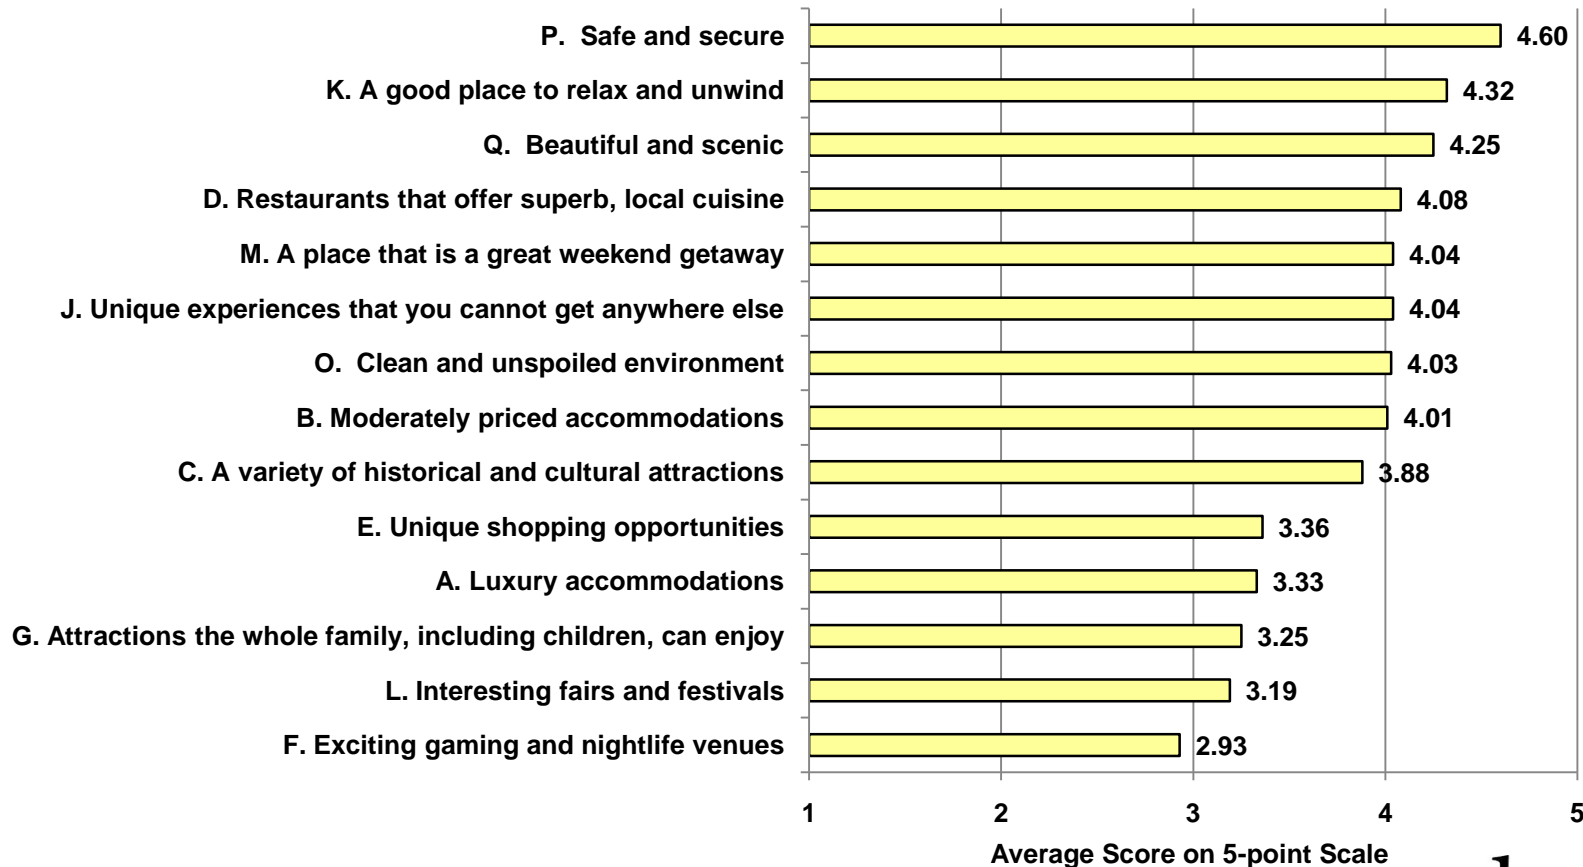 P.  Safe and secure 4.60
K. A good place to relax and unwind 4.32
Q.  Beautiful and scenic 4.25
D. Restaurants that offer superb, local cuisine 4.08
M. A place that is a great weekend getaway 4.04
J. Unique experiences that you cannot get anywhere else 4.04
O.  Clean and unspoiled environment 4.03
B. Moderately priced accommodations 4.01
C. A variety of historical and cultural attractions 3.88
E. Unique shopping opportunities 3.36
A. Luxury accommodations 3.33
G. Attractions the whole family, including children, can enjoy 3.25
L. Interesting fairs and festivals 3.19
F. Exciting gaming and nightlife venues 2.93
1 2 3 4 5
Average Score on 5-point Scale